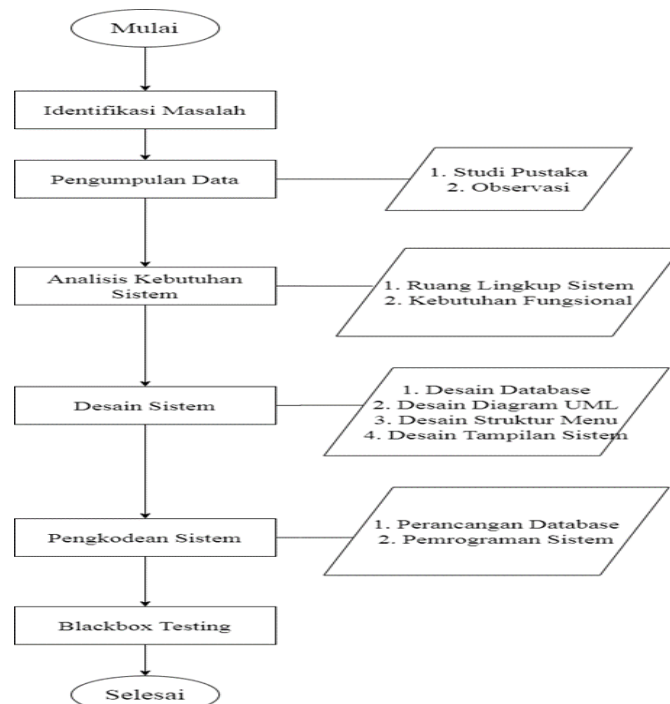 Mulai
Identifikasi Masalah
Pengumpulan Data
1. Studi Pustaka
2. Observasi
Analisis Kebutuhan
Sistem
1. Ruang Lingkup Sistem
2. Kebutuhan Fungsional
Desain Sistem
1. Desain Database
2. Desain Diagram UML
3. Desain Struktur Menu
4. Desain Tampilan Sistem
Pengkodean Sistem
1. Perancangan Database
2. Pemrograman Sistem
Blackbox Testing
Selesai